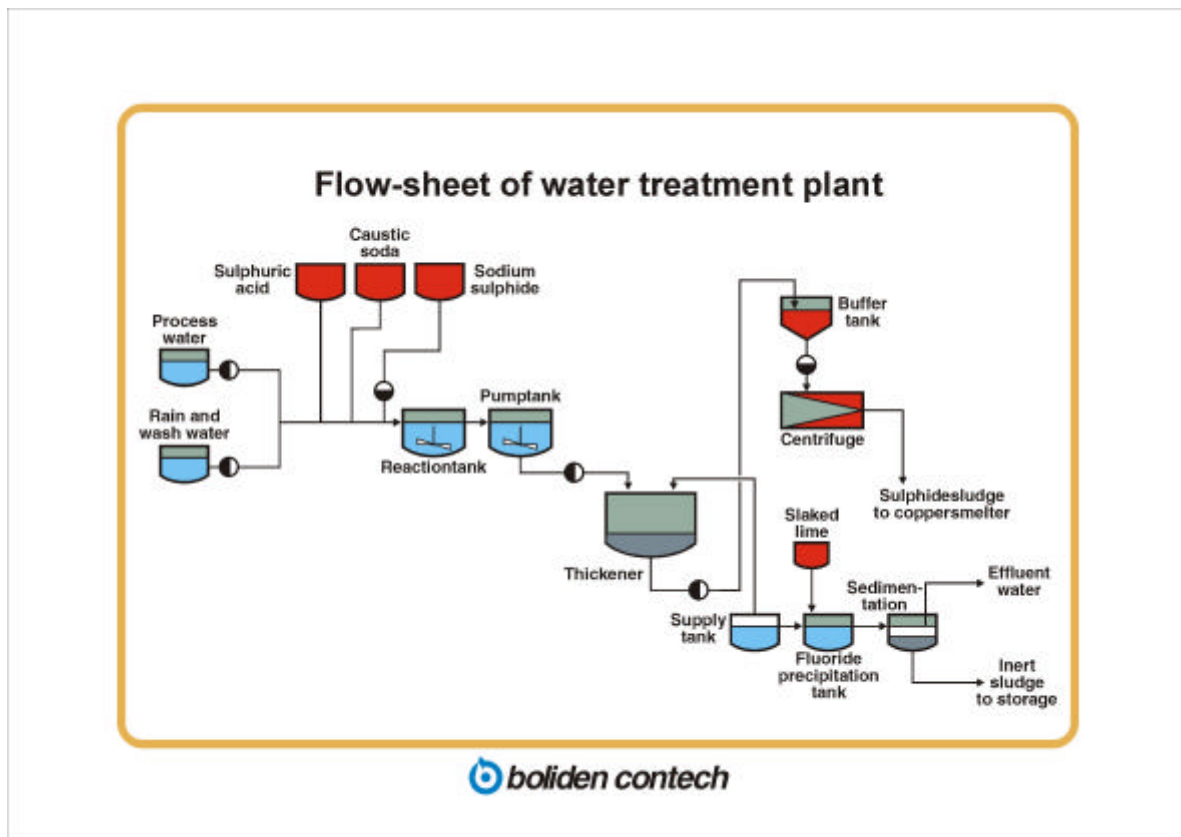 Flow-sheet of water treatment plant
Caustic
soda
Sulphuric
acid
Sodium
sulphide
Process
water
Rain and
wash water
Pumptank
Reactiontank
Buffer
tank
Centrifuge
Sulphidesludge
to coppersmelter
Slaked
lime
Thickener
Supply
tank
Sedimen-
tation
Fluoride
precipitation
tank
Effluent
water
Inert
sludge
to storage
boliden contech